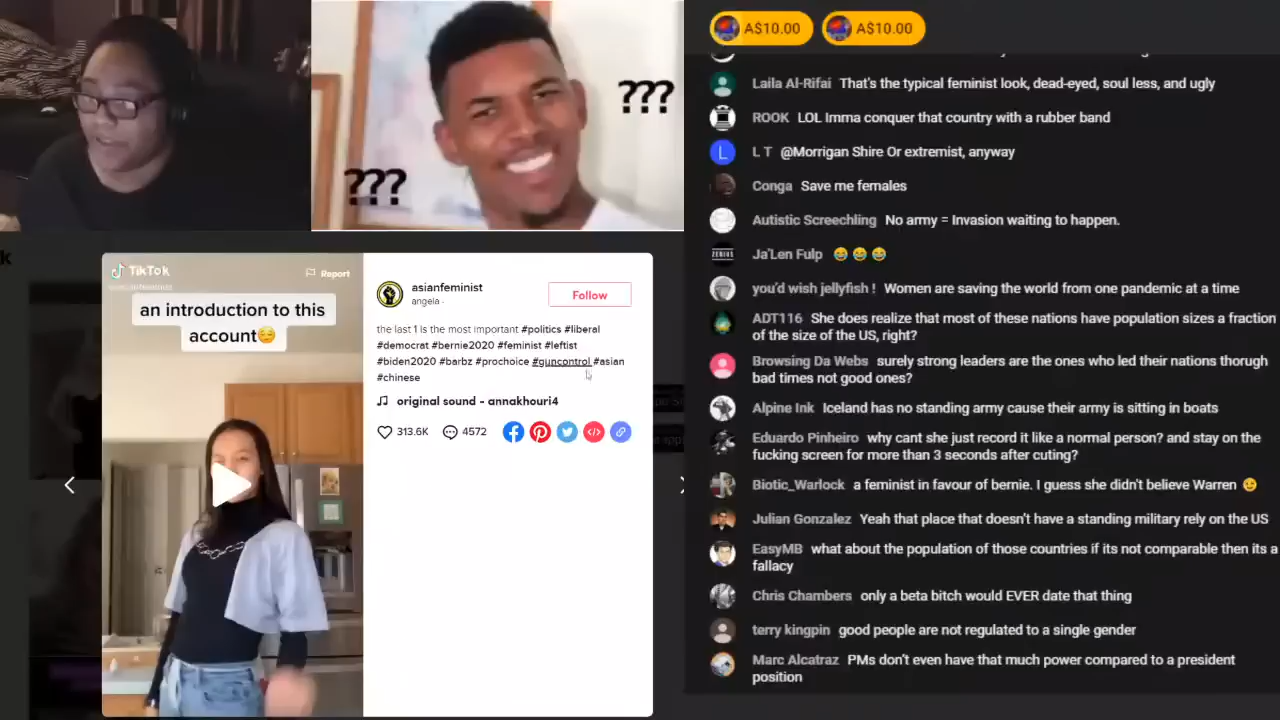 ???
???
TikTok
Report
an introduction to this
account😌
asianfeminist
angela ·
Follow
the last 1 is the most important #politics #liberal
#democrat #bernie2020 #feminist #leftist
#biden2020 #barbz #prochoice #guncontrol #asian
#chinese
original sound - annakhouri4
313.6K
4572
A$10.00
A$10.00
Laila Al-Rifai That's the typical feminist look, dead-eyed, soul less, and ugly
ROOK LOL Imma conquer that country with a rubber band
L
L T @Morrigan Shire Or extremist, anyway
Conga Save me females
Autistic Screechling No army = Invasion waiting to happen.
Ja'Len Fulp 😂 😂 😂
you'd wish jellyfish ! Women are saving the world from one pandemic at a time
ADT116 She does realize that most of these nations have population sizes a fraction
of the size of the US, right?
Browsing Da Webs surely strong leaders are the ones who led their nations thorugh
bad times not good ones?
Alpine Ink Iceland has no standing army cause their army is sitting in boats
Eduardo Pinheiro why cant she just record it like a normal person? and stay on the
fucking screen for more than 3 seconds after cuting?
Biotic_Warlock a feminist in favour of bernie. I guess she didn't believe Warren 😉
Julian Gonzalez Yeah that place that doesn't have a standing military rely on the US
EasyMB what about the population of those countries if its not comparable then its a
fallacy
Chris Chambers only a beta bitch would EVER date that thing
terry kingpin good people are not regulated to a single gender
Marc Alcatraz PMs don't even have that much power compared to a president
position